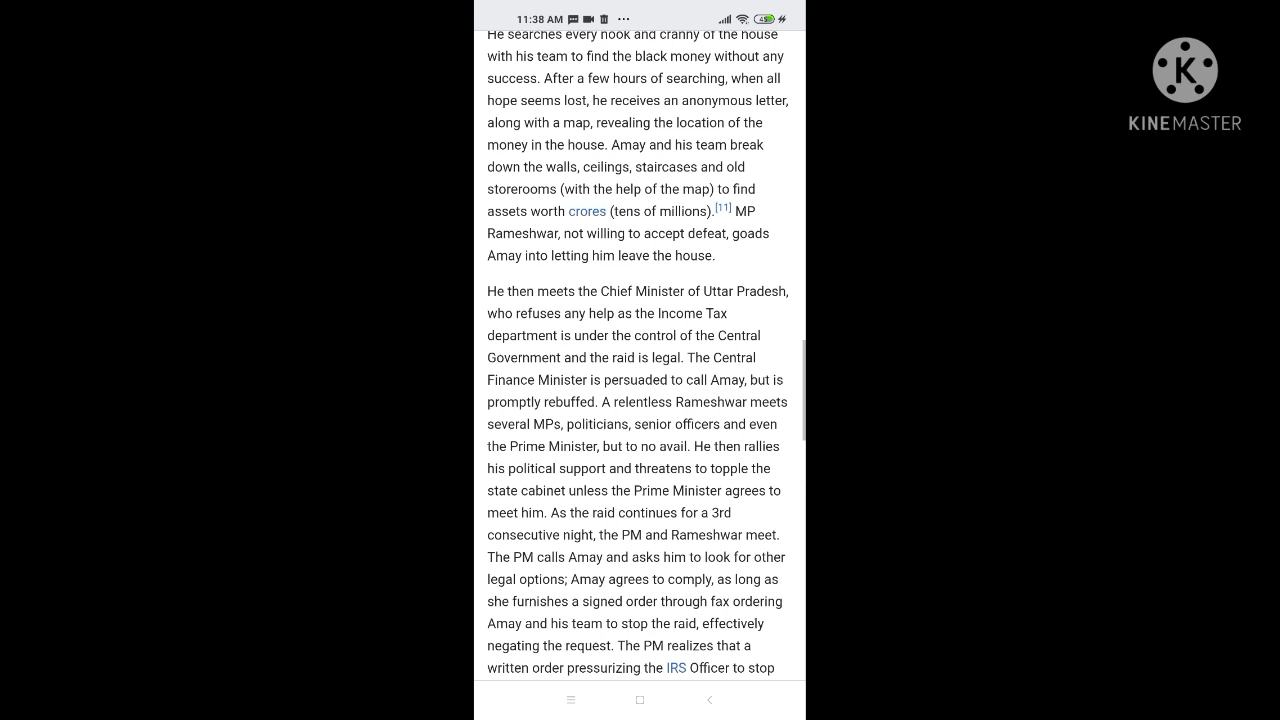 11:38 AM
45
He searches every nook and cranny of the house
with his team to find the black money without any
success. After a few hours of searching, when all
hope seems lost, he receives an anonymous letter,
along with a map, revealing the location of the
money in the house. Amay and his team break
down the walls, ceilings, staircases and old
storerooms (with the help of the map) to find
assets worth crores (tens of millions).[11] MP
Rameshwar, not willing to accept defeat, goads
Amay into letting him leave the house.
He then meets the Chief Minister of Uttar Pradesh,
who refuses any help as the Income Tax
department is under the control of the Central
Government and the raid is legal. The Central
Finance Minister is persuaded to call Amay, but is
promptly rebuffed. A relentless Rameshwar meets
several MPs, politicians, senior officers and even
the Prime Minister, but to no avail. He then rallies
his political support and threatens to topple the
state cabinet unless the Prime Minister agrees to
meet him. As the raid continues for a 3rd
consecutive night, the PM and Rameshwar meet.
The PM calls Amay and asks him to look for other
legal options; Amay agrees to comply, as long as
she furnishes a signed order through fax ordering
Amay and his team to stop the raid, effectively
negating the request. The PM realizes that a
written order pressurizing the IRS Officer to stop
K
KINEMASTER